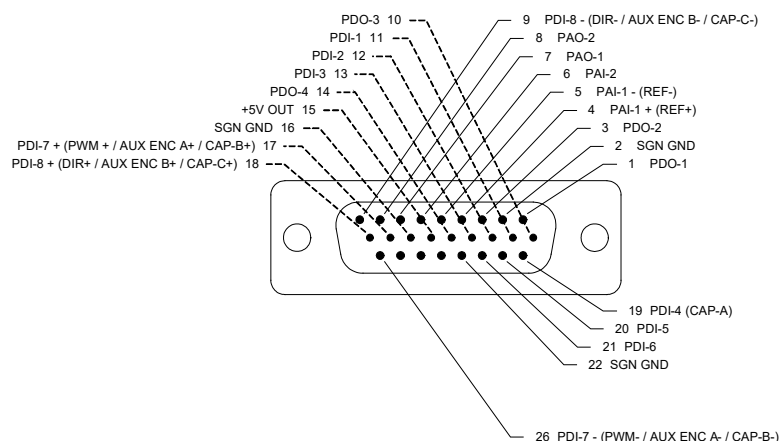 PDO-3 10
PDI-1 11
PDI-2 12
PDI-3 13
PDO-4 14
+5V OUT 15
SGN GND 16
PDI-7 + (PWM + / AUX ENC A+ / CAP-B+) 17
PDI-8 + (DIR+ / AUX ENC B+ / CAP-C+) 18
9 PDI-8 - (DIR- / AUX ENC B- / CAP-C-)
8 PAO-2
7 PAO-1
6 PAI-2
5 PAI-1 - (REF-)
4 PAI-1 + (REF+)
3 PDO-2
2 SGN GND
1 PDO-1
19 PDI-4 (CAP-A)
20 PDI-5
21 PDI-6
22 SGN GND
26 PDI-7 - (PWM- / AUX ENC A- / CAP-B-)